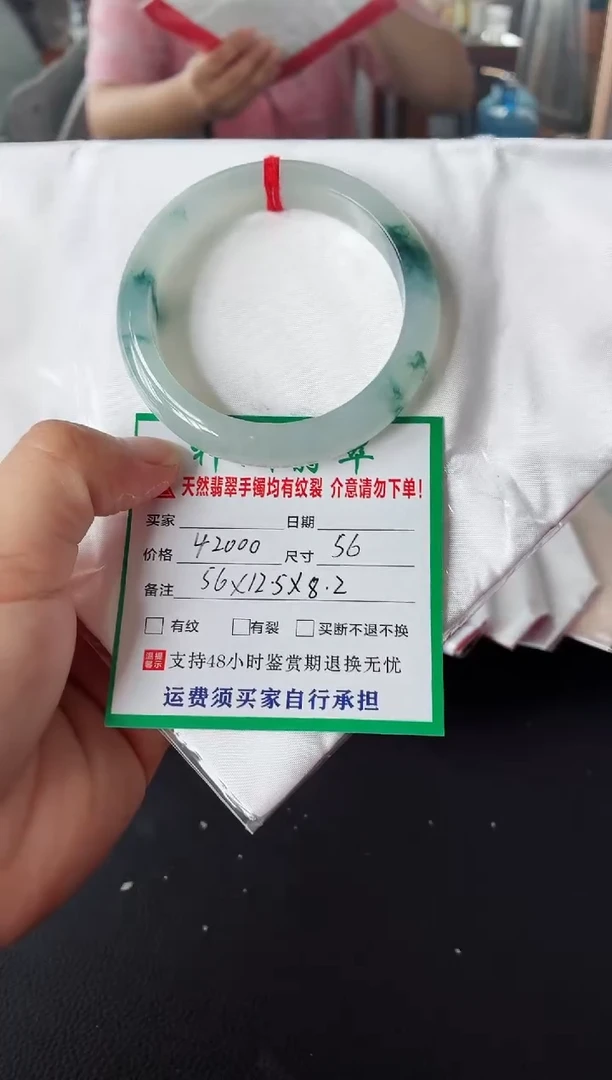 翡翠
天然翡翠手镯均有纹裂 介意请勿下单!
买家 日期
价格 42000 尺寸 56
备注 56X12.5X8.2
有纹 有裂 买断不退不换
温馨提示 支持48小时鉴赏期退换无忧
运费须买家自行承担